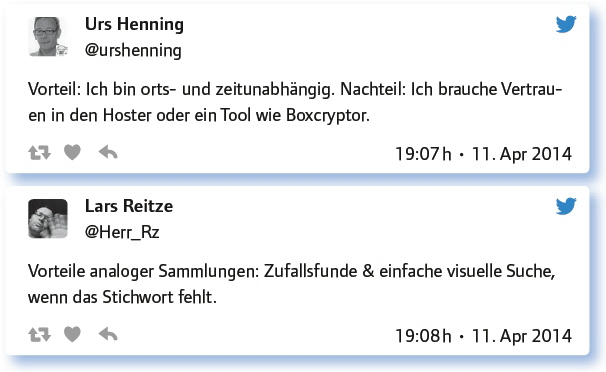 Urs Henning
@urshenning
Vorteil: Ich bin orts- und zeitunabhängig. Nachteil: Ich brauche Vertrau-
en in den Hoster oder ein Tool wie Boxcryptor.
19:07 h • 11. Apr 2014
Lars Reitze
@Herr_Rz
Vorteile analoger Sammlungen: Zufallsfunde & einfache visuelle Suche,
wenn das Stichwort fehlt.
19:08 h • 11. Apr 2014